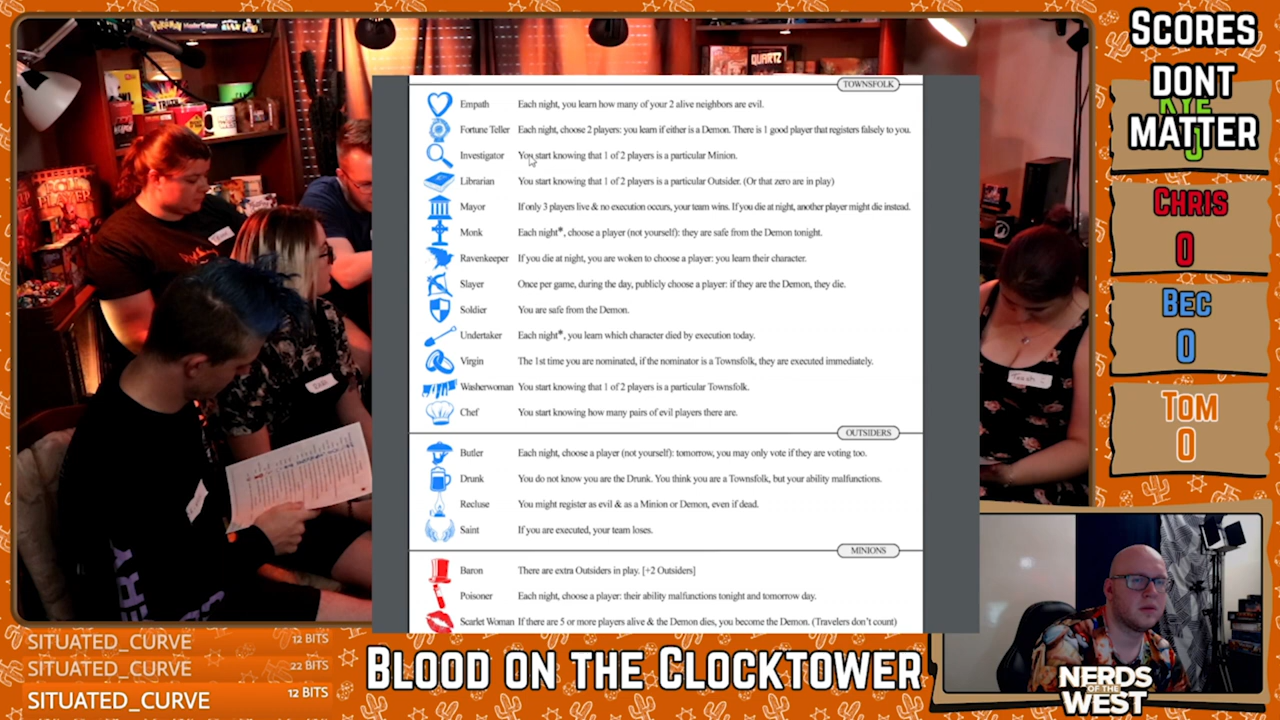 SCORES
DONT
MATTER
KYE
0
CHRIS
0
BEC
0
TOM
0
QUARTZ
TRUTH
TOWNSFOLK
Empath Each night, you learn how many of your 2 alive neighbors are evil.
Fortune Teller Each night, choose 2 players: you learn if either is a Demon. There is 1 good player that registers falsely to you.
Investigator You start knowing that 1 of 2 players is a particular Minion.
Librarian You start knowing that 1 of 2 players is a particular Outsider. (Or that zero are in play)
Mayor If only 3 players live & no execution occurs, your team wins. If you die at night, another player might die instead.
Monk Each night*, choose a player (not yourself): they are safe from the Demon tonight.
Ravenkeeper If you die at night, you are woken to choose a player: you learn their character.
Slayer Once per game, during the day, publicly choose a player: if they are the Demon, they die.
Soldier You are safe from the Demon.
Undertaker Each night*, you learn which character died by execution today.
Virgin The 1st time you are nominated, if the nominator is a Townsfolk, they are executed immediately.
Washerwoman You start knowing that 1 of 2 players is a particular Townsfolk.
Chef You start knowing how many pairs of evil players there are.
OUTSIDERS
Butler Each night, choose a player (not yourself): tomorrow, you may only vote if they are voting too.
Drunk You do not know you are the Drunk. You think you are a Townsfolk, but your ability malfunctions.
Recluse You might register as evil & as a Minion or Demon, even if dead.
Saint If you are executed, your team loses.
MINIONS
Baron There are extra Outsiders in play. [+2 Outsiders]
Poisoner Each night, choose a player: their ability malfunctions tonight and tomorrow day.
Scarlet Woman If there are 5 or more players alive & the Demon dies, you become the Demon. (Travelers don't count)
SITUATED_CURVE 12 BITS
SITUATED_CURVE 22 BITS
SITUATED_CURVE 12 BITS
BLOOD ON THE CLOCKTOWER
NERDS
OF THE
WEST